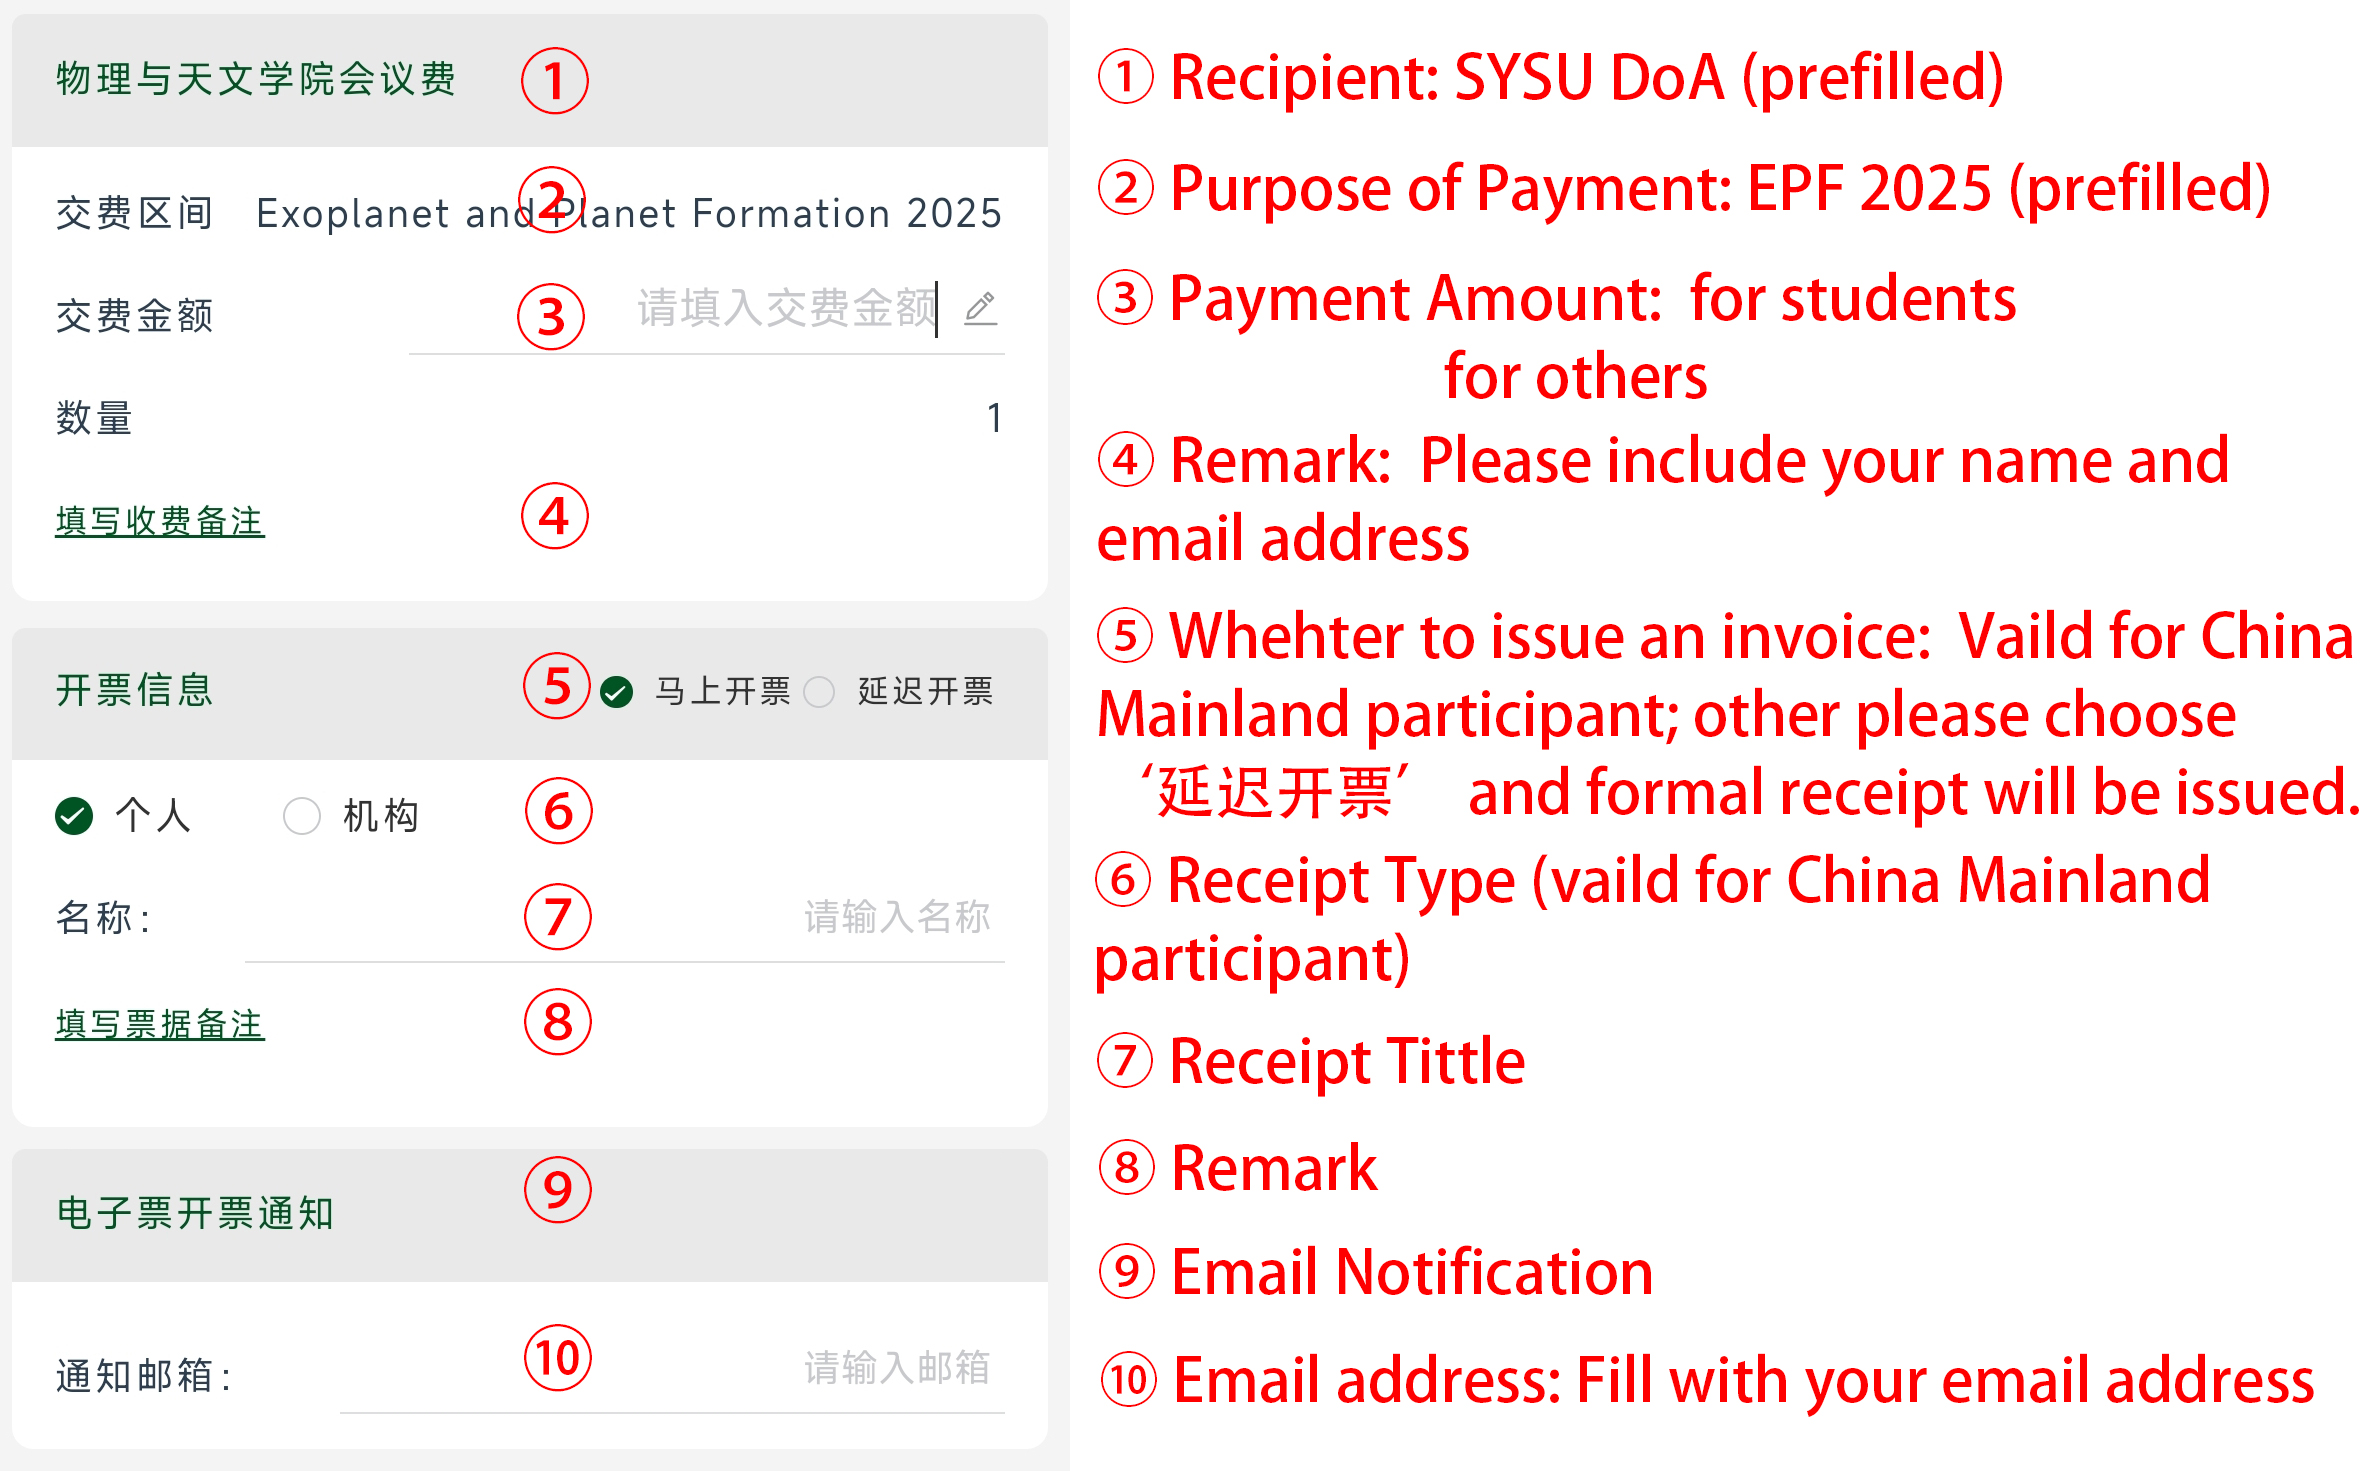 物理与天文学院会议费 ①
②
交费区间 Exoplanet and Planet Formation 2025
交费金额 ③ 请填入交费金额
数量 1
填写收费备注 ④
开票信息 ⑤ 马上开票 延迟开票
个人 机构 ⑥
名称: ⑦ 请输入名称
填写票据备注 ⑧
电子票开票通知 ⑨
通知邮箱: ⑩ 请输入邮箱
① Recipient: SYSU DoA (prefilled)
② Purpose of Payment: EPF 2025 (prefilled)
③ Payment Amount: for students
for others
④ Remark: Please include your name and
email address
⑤ Whehter to issue an invoice: Vaild for China
Mainland participant; other please choose
‘延迟开票’ and formal receipt will be issued.
⑥ Receipt Type (vaild for China Mainland
participant)
⑦ Receipt Tittle
⑧ Remark
⑨ Email Notification
⑩ Email address: Fill with your email address